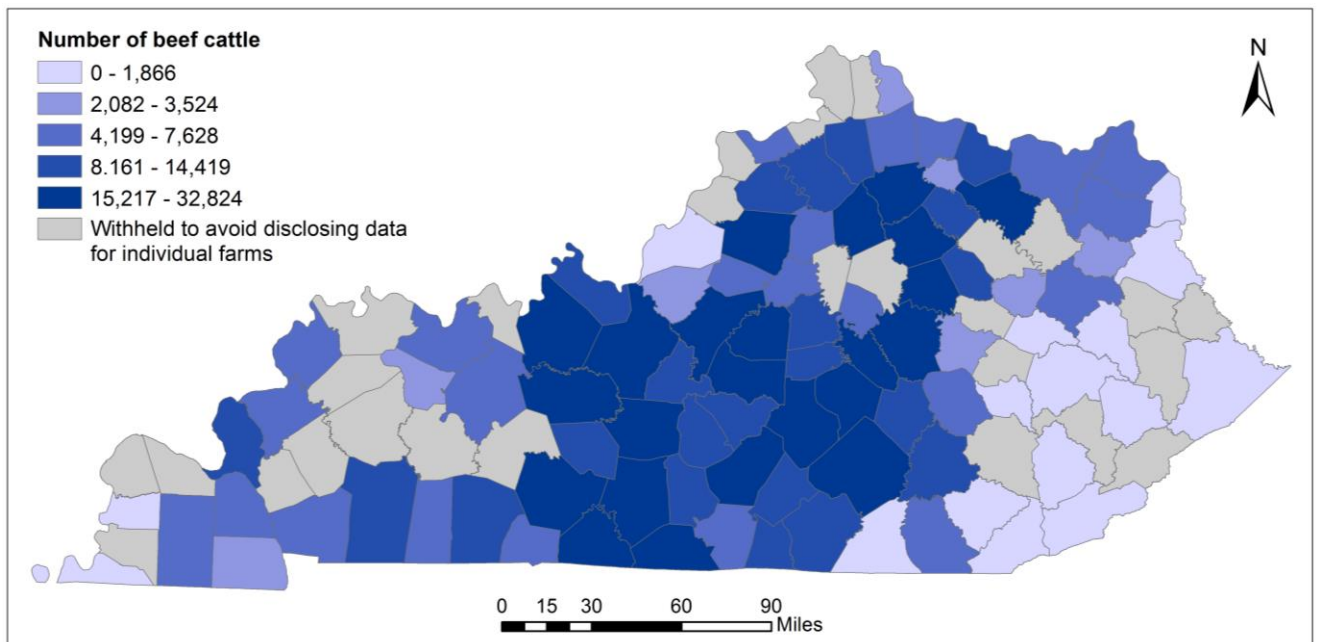 Number of beef cattle
0 - 1,866
2,082 - 3,524
4,199 - 7,628
8.161 - 14,419
15,217 - 32,824
Withheld to avoid disclosing data
for individual farms
N
0 15 30 60 90
Miles